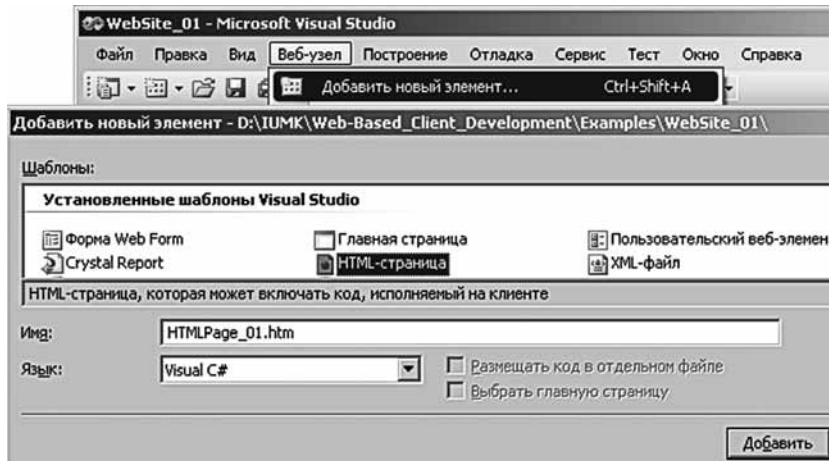 WebSite_01 - Microsoft Visual Studio
Файл Правка Вид Веб-узел Построение Отладка Сервис Тест Окно Справка
Добавить новый элемент... Ctrl+Shift+A
Добавить новый элемент - D:\IUMK\Web-Based_Client_Development\Examples\WebSite_01\
Шаблоны:
Установленные шаблоны Visual Studio
Форма Web Form Главная страница Пользовательский веб-элемен
Crystal Report HTML-страница XML-файл
HTML-страница, которая может включать код, исполняемый на клиенте
Имя: HTMLPage_01.htm
Язык: Visual C# Размещать код в отдельном файле
Выбрать главную страницу
Добавить